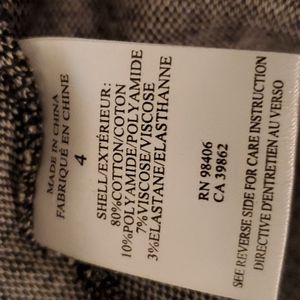 MADE IN CHINA
FABRIQUÉ EN CHINE
4
SHELL/EXTÉRIEUR:
80%COTTON/COTON
10%POLYAMIDE/POLYAMIDE
7%VISCOSE/VISCOSE
3%ELASTANE/ELASTHANNE
RN 98406
CA 39862
SEE REVERSE SIDE FOR CARE INSTRUCTION
DIRECTIVE D'ENTRETIEN AU VERSO